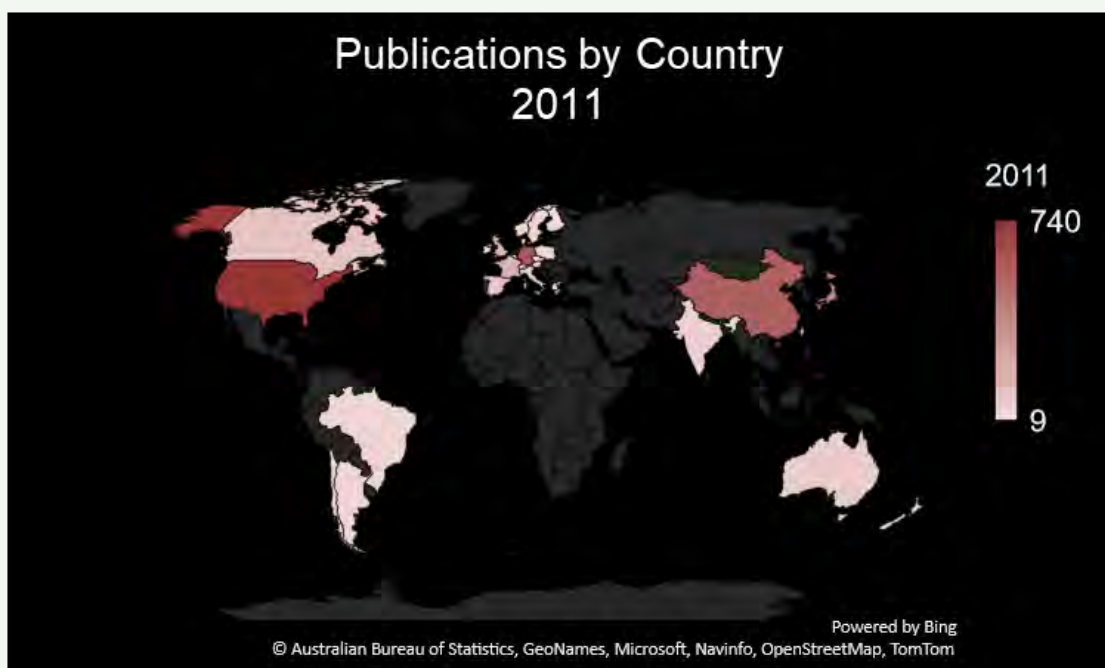 Publications by Country
2011
2011
740
9
Powered by Bing
© Australian Bureau of Statistics, GeoNames, Microsoft, Navinfo, OpenStreetMap, TomTom